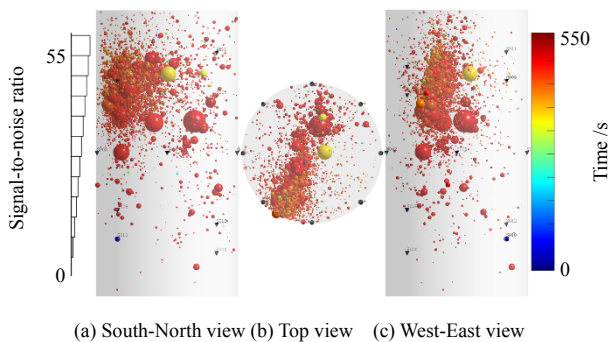 55
Signal-to-noise ratio
0
550
Time /s
0
(a) South-North view (b) Top view (c) West-East view